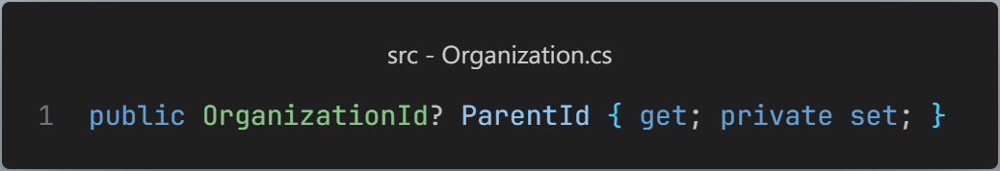 src - Organization.cs
1 public OrganizationId? ParentId { get; private set; }